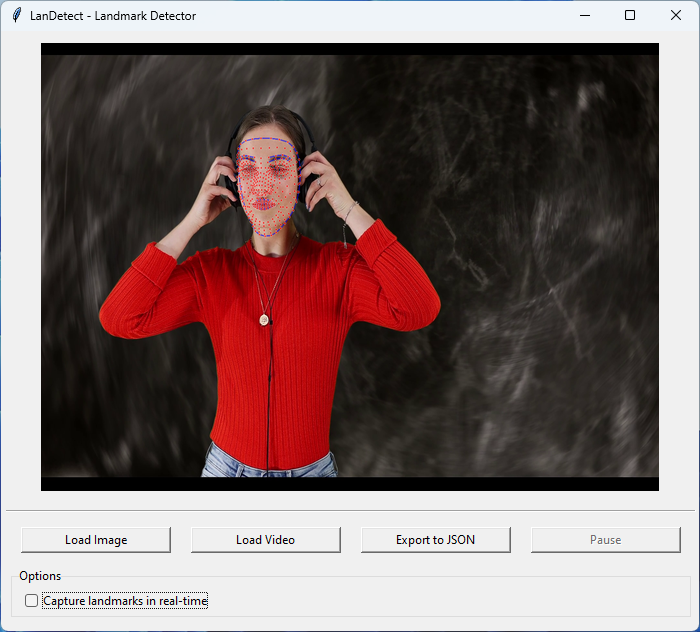 LanDetect - Landmark Detector
Load Image
Load Video
Export to JSON
Pause
Options
Capture landmarks in real-time